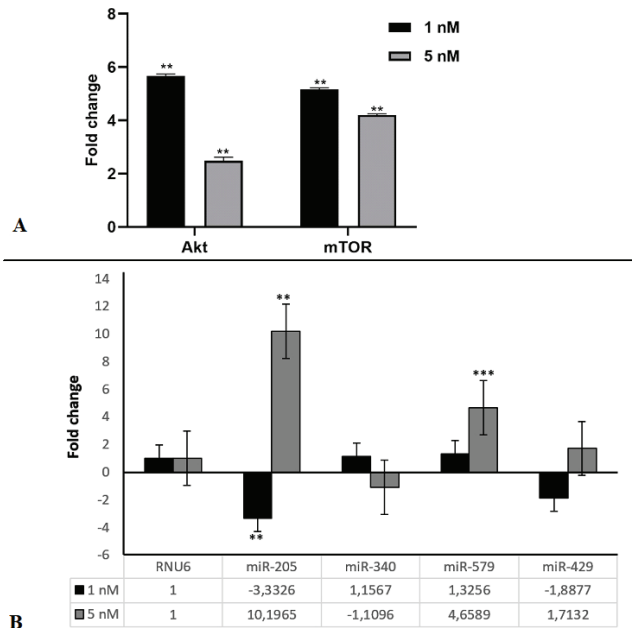 8
1 nM
5 nM
6
**
**
**
4
**
2
Fold change
0
A
Akt
mTOR
14
12
**
10
8
***
6
4
2
0
-2
-4
**
-6
Fold change
RNU6
miR-205
miR-340
miR-579
miR-429
1 nM
1
-3,3326
1,1567
1,3256
-1,8877
5 nM
1
10,1965
-1,1096
4,6589
1,7132
B